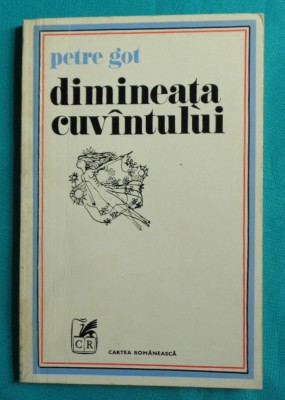 petre got
dimineața
cuvîntului
CR
CARTEA ROMÂNEASCĂ